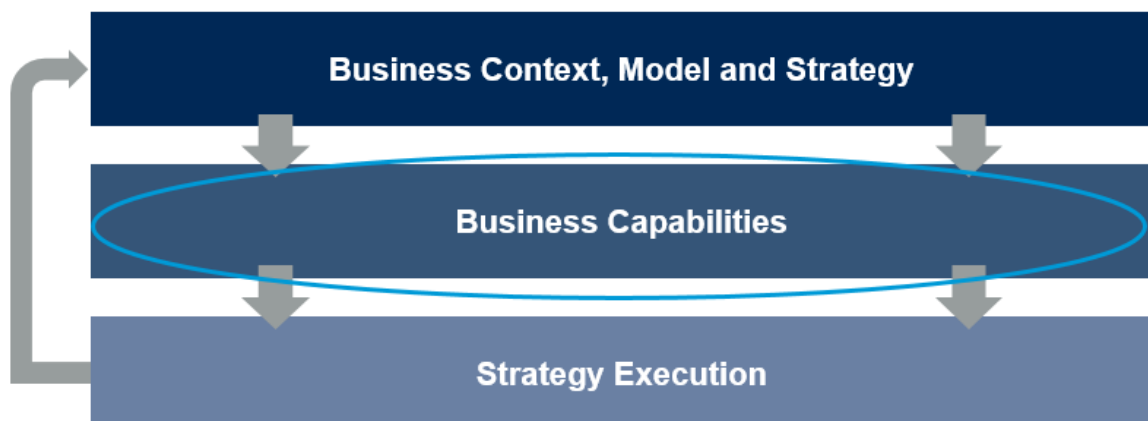 Business Context, Model and Strategy
Business Capabilities
Strategy Execution